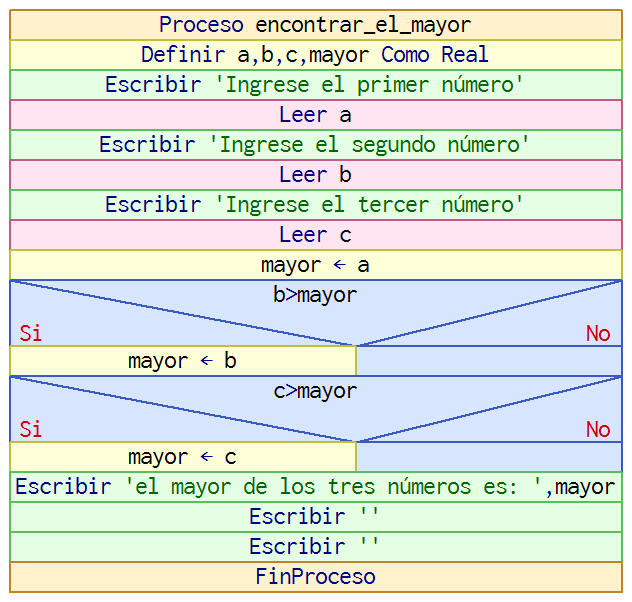 Proceso encontrar_el_mayor
Definir a,b,c,mayor Como Real
Escribir 'Ingrese el primer número'
Leer a
Escribir 'Ingrese el segundo número'
Leer b
Escribir 'Ingrese el tercer número'
Leer c
mayor ← a
b>mayor
Si No
mayor ← b
c>mayor
Si No
mayor ← c
Escribir 'el mayor de los tres números es: ',mayor
Escribir ''
Escribir ''
FinProceso